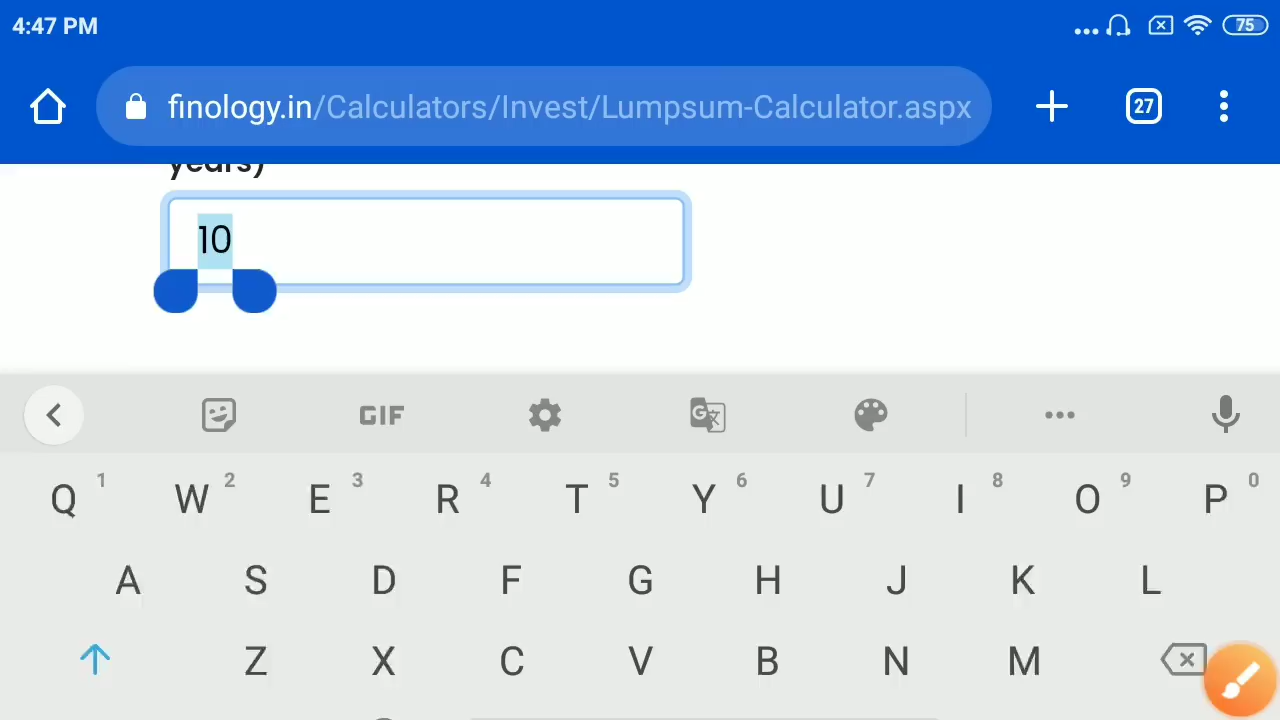 4:47 PM
75
finology.in/Calculators/Invest/Lumpsum-Calculator.aspx
27
years)
10
GIF
G
Q 1 W 2 E 3 R 4 T 5 Y 6 U 7 I 8 O 9 P 0
A S D F G H J K L
Z X C V B N M